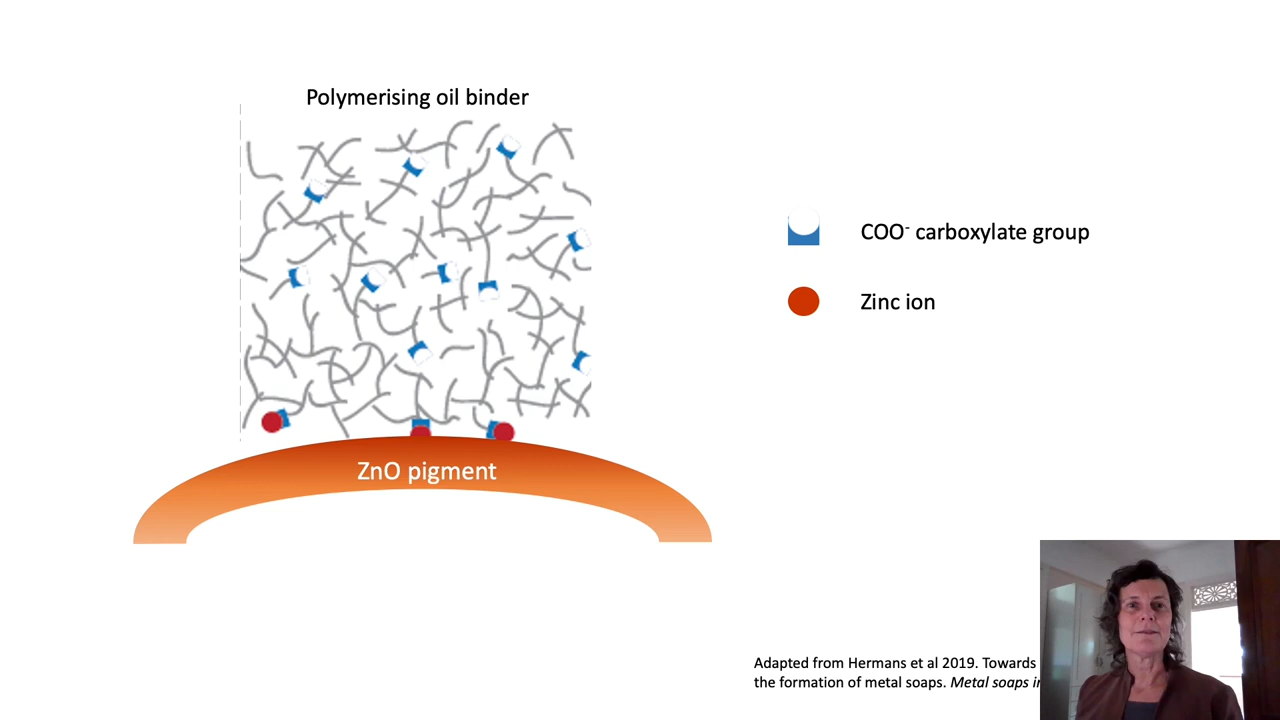 Polymerising oil binder
COO⁻ carboxylate group
Zinc ion
ZnO pigment
Adapted from Hermans et al 2019. Towards
the formation of metal soaps. Metal soaps